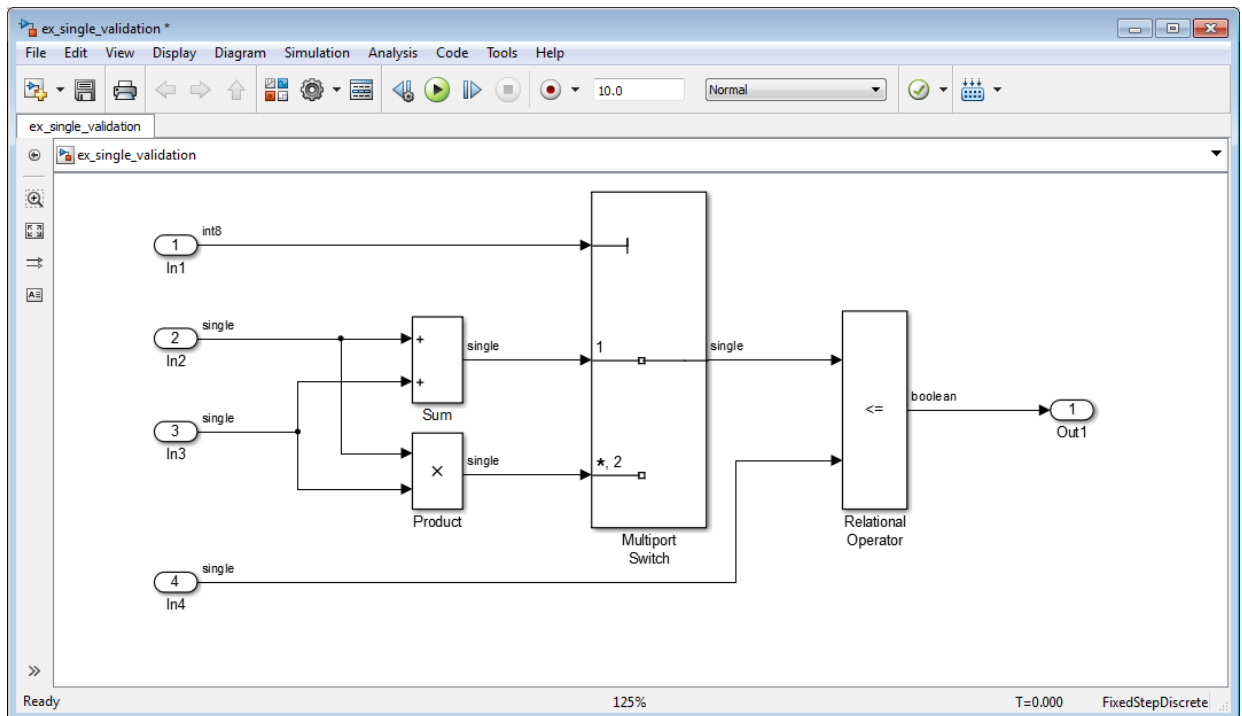 ex_single_validation *
File Edit View Display Diagram Simulation Analysis Code Tools Help
10.0 Normal
ex_single_validation
ex_single_validation
int8
1
In1
single
2
In2
single
3
In3
single
4
In4
+
+
single
Sum
×
single
Product
1
*, 2
single
Multiport
Switch
<=
boolean
Relational
Operator
1
Out1
Ready 125% T=0.000 FixedStepDiscrete